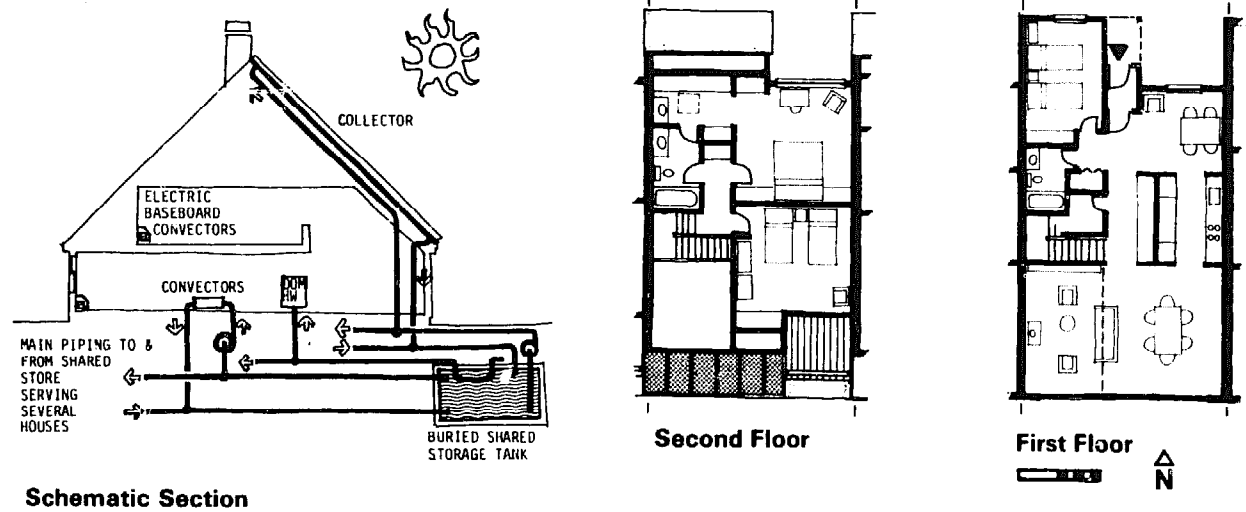 COLLECTOR
ELECTRIC
BASEBOARD
CONVECTORS
CONVECTORS
DOM
HW
MAIN PIPING TO &
FROM SHARED
STORE
SERVING
SEVERAL
HOUSES
BURIED SHARED
STORAGE TANK
Schematic Section
Second Floor
First Floor
N